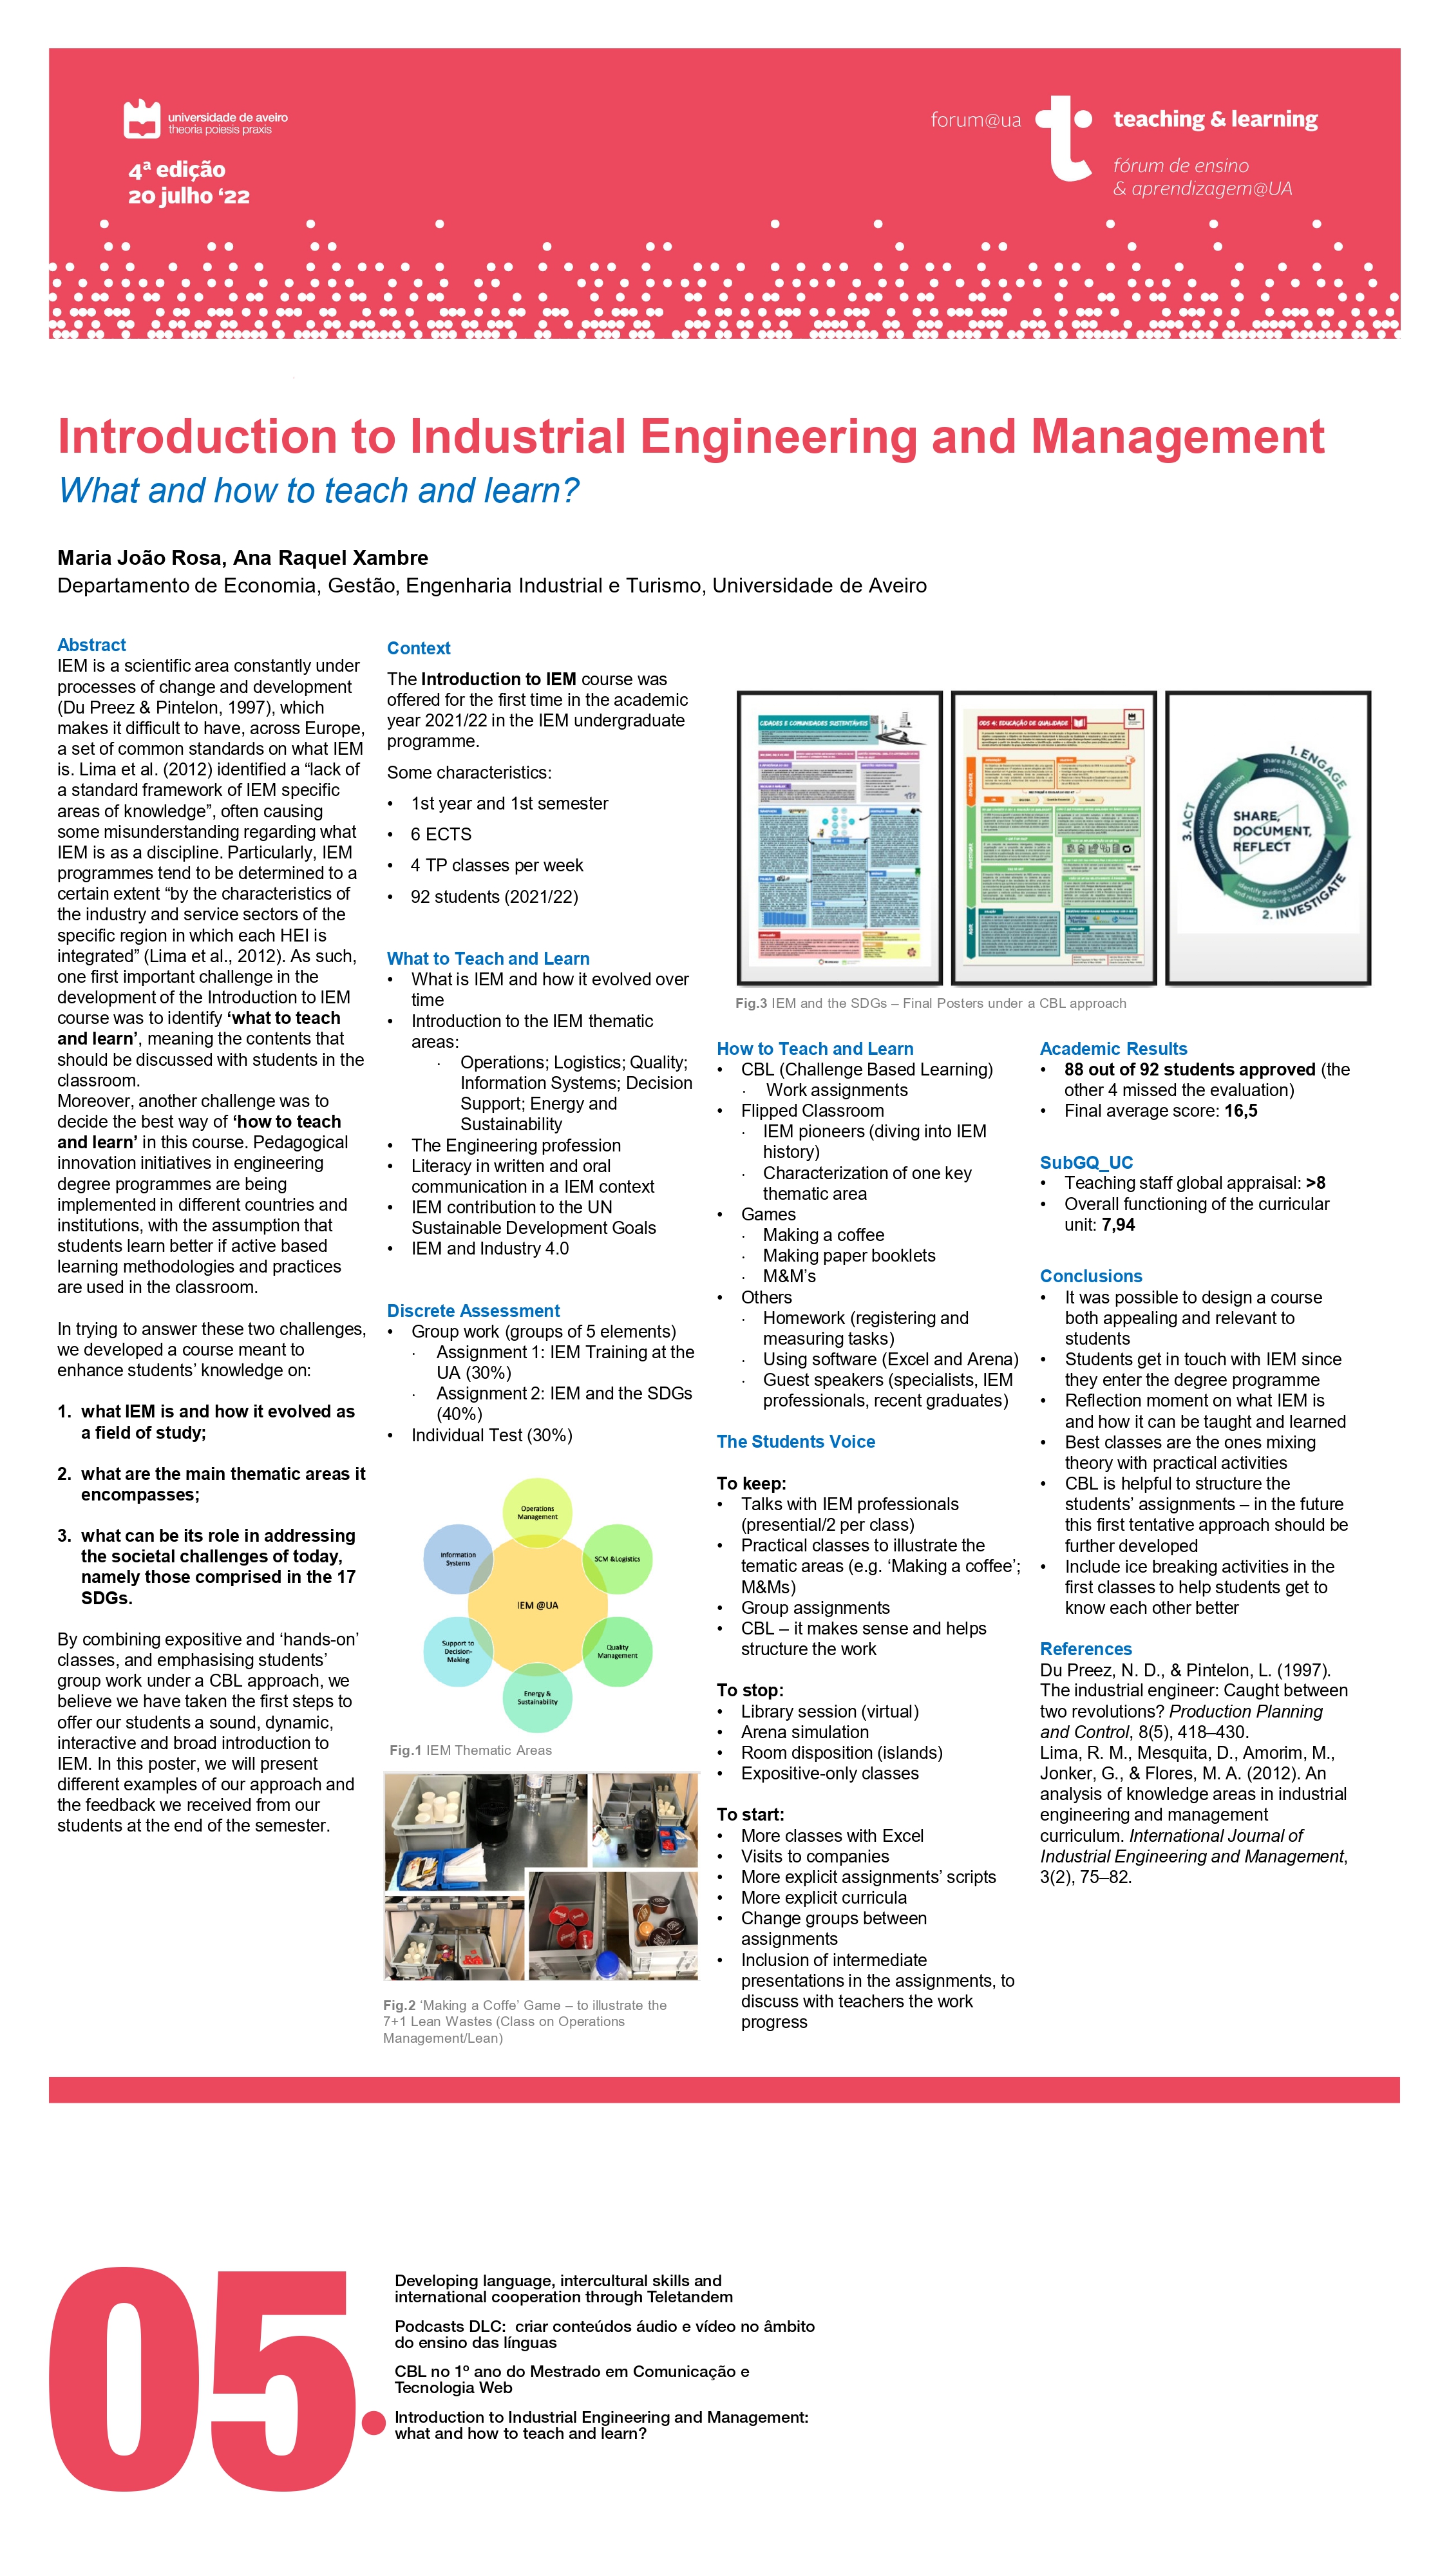 universidade de aveiro
theoria poiesis praxis
4ª edição
20 julho ‘22
forum@ua
teaching & learning
fórum de ensino
& aprendizagem@UA
Introduction to Industrial Engineering and Management
What and how to teach and learn?
Maria João Rosa, Ana Raquel Xambre
Departamento de Economia, Gestão, Engenharia Industrial e Turismo, Universidade de Aveiro
Abstract
IEM is a scientific area constantly under
processes of change and development
(Du Preez & Pintelon, 1997), which
makes it difficult to have, across Europe,
a set of common standards on what IEM
is. Lima et al. (2012) identified a “lack of
a standard framework of IEM specific
areas of knowledge”, often causing
some misunderstanding regarding what
IEM is as a discipline. Particularly, IEM
programmes tend to be determined to a
certain extent “by the characteristics of
the industry and service sectors of the
specific region in which each HEI is
integrated” (Lima et al., 2012). As such,
one first important challenge in the
development of the Introduction to IEM
course was to identify ‘what to teach
and learn’, meaning the contents that
should be discussed with students in the
classroom.
Moreover, another challenge was to
decide the best way of ‘how to teach
and learn’ in this course. Pedagogical
innovation initiatives in engineering
degree programmes are being
implemented in different countries and
institutions, with the assumption that
students learn better if active based
learning methodologies and practices
are used in the classroom.
In trying to answer these two challenges,
we developed a course meant to
enhance students’ knowledge on:
1. what IEM is and how it evolved as
a field of study;
2. what are the main thematic areas it
encompasses;
3. what can be its role in addressing
the societal challenges of today,
namely those comprised in the 17
SDGs.
By combining expositive and ‘hands-on’
classes, and emphasising students’
group work under a CBL approach, we
believe we have taken the first steps to
offer our students a sound, dynamic,
interactive and broad introduction to
IEM. In this poster, we will present
different examples of our approach and
the feedback we received from our
students at the end of the semester.
Context
The Introduction to IEM course was
offered for the first time in the academic
year 2021/22 in the IEM undergraduate
programme.
Some characteristics:
• 1st year and 1st semester
• 6 ECTS
• 4 TP classes per week
• 92 students (2021/22)
What to Teach and Learn
• What is IEM and how it evolved over
time
• Introduction to the IEM thematic
areas:
· Operations; Logistics; Quality;
Information Systems; Decision
Support; Energy and
Sustainability
• The Engineering profession
• Literacy in written and oral
communication in a IEM context
• IEM contribution to the UN
Sustainable Development Goals
• IEM and Industry 4.0
Discrete Assessment
• Group work (groups of 5 elements)
· Assignment 1: IEM Training at the
UA (30%)
· Assignment 2: IEM and the SDGs
(40%)
• Individual Test (30%)
Operations
Management
Information
Systems
SCM &Logistics
IEM @UA
Support to
Decision-
Making
Quality
Management
Energy &
Sustainability
Fig.1 IEM Thematic Areas
Fig.2 ‘Making a Coffe’ Game – to illustrate the
7+1 Lean Wastes (Class on Operations
Management/Lean)
CIDADES E COMUNIDADES SUSTENTÁVEIS
ODS 4: EDUCAÇÃO DE QUALIDADE
1. ENGAGE
2. INVESTIGATE
3. ACT
SHARE,
DOCUMENT,
REFLECT
Fig.3 IEM and the SDGs – Final Posters under a CBL approach
How to Teach and Learn
• CBL (Challenge Based Learning)
· Work assignments
• Flipped Classroom
· IEM pioneers (diving into IEM
history)
· Characterization of one key
thematic area
• Games
· Making a coffee
· Making paper booklets
· M&M’s
• Others
· Homework (registering and
measuring tasks)
· Using software (Excel and Arena)
· Guest speakers (specialists, IEM
professionals, recent graduates)
The Students Voice
To keep:
• Talks with IEM professionals
(presential/2 per class)
• Practical classes to illustrate the
tematic areas (e.g. ‘Making a coffee’;
M&Ms)
• Group assignments
• CBL – it makes sense and helps
structure the work
To stop:
• Library session (virtual)
• Arena simulation
• Room disposition (islands)
• Expositive-only classes
To start:
• More classes with Excel
• Visits to companies
• More explicit assignments’ scripts
• More explicit curricula
• Change groups between
assignments
• Inclusion of intermediate
presentations in the assignments, to
discuss with teachers the work
progress
Academic Results
• 88 out of 92 students approved (the
other 4 missed the evaluation)
• Final average score: 16,5
SubGQ_UC
• Teaching staff global appraisal: >8
• Overall functioning of the curricular
unit: 7,94
Conclusions
• It was possible to design a course
both appealing and relevant to
students
• Students get in touch with IEM since
they enter the degree programme
• Reflection moment on what IEM is
and how it can be taught and learned
• Best classes are the ones mixing
theory with practical activities
• CBL is helpful to structure the
students’ assignments – in the future
this first tentative approach should be
further developed
• Include ice breaking activities in the
first classes to help students get to
know each other better
References
Du Preez, N. D., & Pintelon, L. (1997).
The industrial engineer: Caught between
two revolutions? Production Planning
and Control, 8(5), 418–430.
Lima, R. M., Mesquita, D., Amorim, M.,
Jonker, G., & Flores, M. A. (2012). An
analysis of knowledge areas in industrial
engineering and management
curriculum. International Journal of
Industrial Engineering and Management,
3(2), 75–82.
05.
Developing language, intercultural skills and
international cooperation through Teletandem
Podcasts DLC: criar conteúdos áudio e vídeo no âmbito
do ensino das línguas
CBL no 1º ano do Mestrado em Comunicação e
Tecnologia Web
Introduction to Industrial Engineering and Management:
what and how to teach and learn?